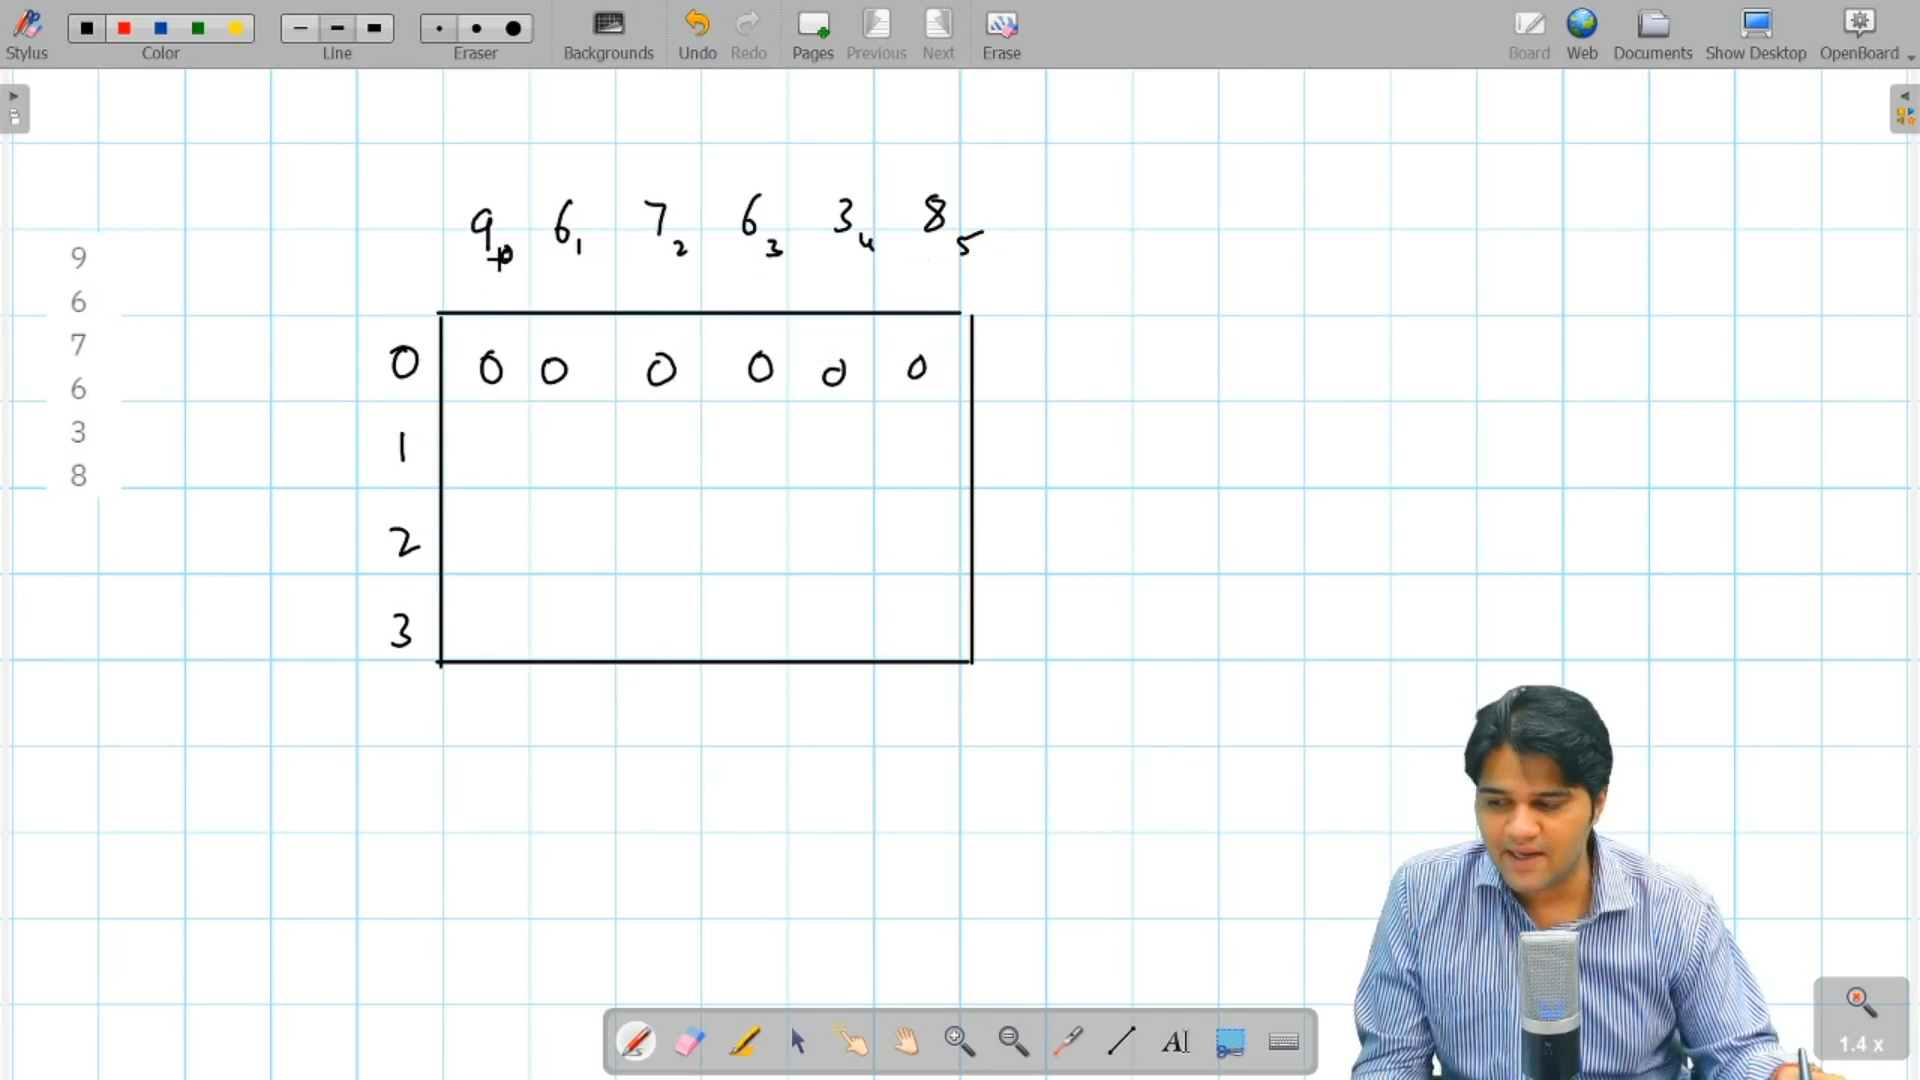 Stylus Color Line Eraser Backgrounds Undo Redo Pages Previous Next Erase Board Web Documents Show Desktop OpenBoard
9 6 7 6 3 8
0 1 2 3 4 5
9
6
7
6
3
8
0 0 0 0 0 0 0
1
2
3
AI
1.4 x